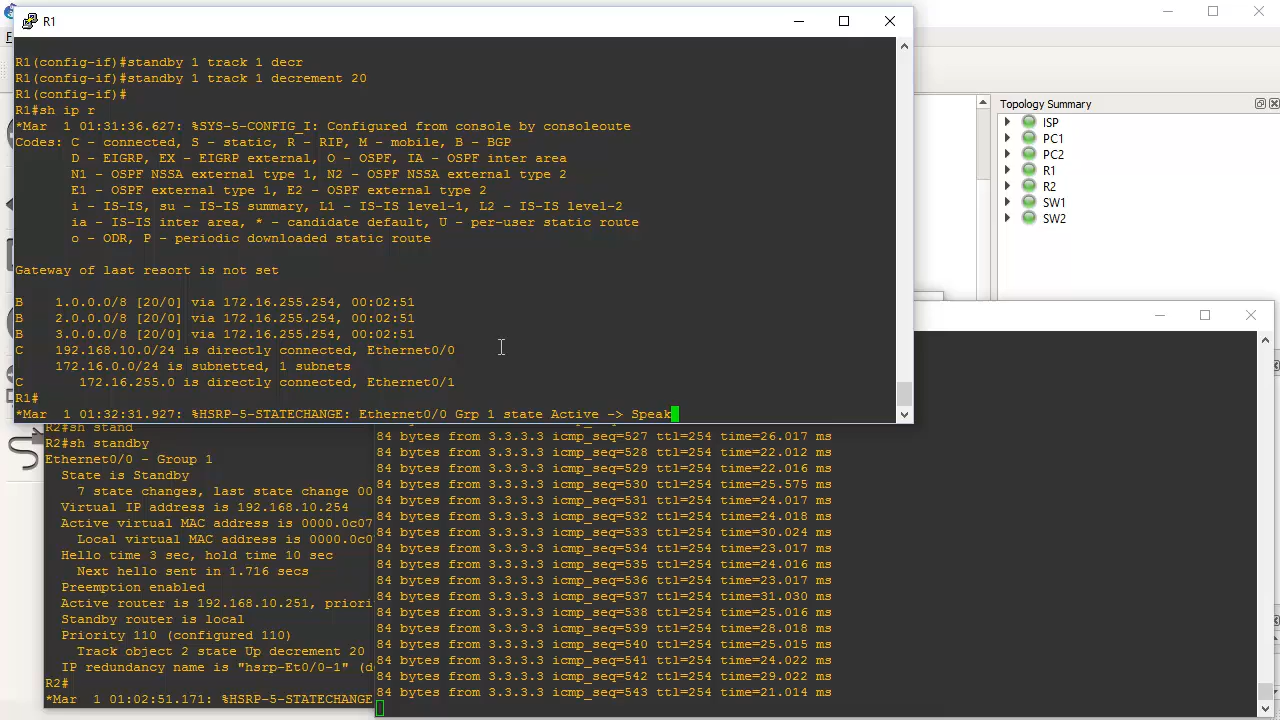 R1
R1(config-if)#standby 1 track 1 decr
R1(config-if)#standby 1 track 1 decrement 20
R1(config-if)#
R1#sh ip r
*Mar  1 01:31:36.627: %SYS-5-CONFIG_I: Configured from console by consoleoute
Codes: C - connected, S - static, R - RIP, M - mobile, B - BGP
D - EIGRP, EX - EIGRP external, O - OSPF, IA - OSPF inter area
N1 - OSPF NSSA external type 1, N2 - OSPF NSSA external type 2
E1 - OSPF external type 1, E2 - OSPF external type 2
i - IS-IS, su - IS-IS summary, L1 - IS-IS level-1, L2 - IS-IS level-2
ia - IS-IS inter area, * - candidate default, U - per-user static route
o - ODR, P - periodic downloaded static route
Gateway of last resort is not set
B    1.0.0.0/8 [20/0] via 172.16.255.254, 00:02:51
B    2.0.0.0/8 [20/0] via 172.16.255.254, 00:02:51
B    3.0.0.0/8 [20/0] via 172.16.255.254, 00:02:51
C    192.168.10.0/24 is directly connected, Ethernet0/0
172.16.0.0/24 is subnetted, 1 subnets
C       172.16.255.0 is directly connected, Ethernet0/1
R1#
*Mar  1 01:32:31.927: %HSRP-5-STATECHANGE: Ethernet0/0 Grp 1 state Active -> Speak
Topology Summary
ISP
PC1
PC2
R1
R2
SW1
SW2
R2#sh stand
R2#sh standby
Ethernet0/0 - Group 1
State is Standby
7 state changes, last state change 00
Virtual IP address is 192.168.10.254
Active virtual MAC address is 0000.0c07
Local virtual MAC address is 0000.0c0
Hello time 3 sec, hold time 10 sec
Next hello sent in 1.716 secs
Preemption enabled
Active router is 192.168.10.251, priori
Standby router is local
Priority 110 (configured 110)
Track object 2 state Up decrement 20
IP redundancy name is "hsrp-Et0/0-1" (d
R2#
*Mar  1 01:02:51.171: %HSRP-5-STATECHANGE
84 bytes from 3.3.3.3 icmp_seq=527 ttl=254 time=26.017 ms
84 bytes from 3.3.3.3 icmp_seq=528 ttl=254 time=22.012 ms
84 bytes from 3.3.3.3 icmp_seq=529 ttl=254 time=22.016 ms
84 bytes from 3.3.3.3 icmp_seq=530 ttl=254 time=25.575 ms
84 bytes from 3.3.3.3 icmp_seq=531 ttl=254 time=24.017 ms
84 bytes from 3.3.3.3 icmp_seq=532 ttl=254 time=24.018 ms
84 bytes from 3.3.3.3 icmp_seq=533 ttl=254 time=30.024 ms
84 bytes from 3.3.3.3 icmp_seq=534 ttl=254 time=23.017 ms
84 bytes from 3.3.3.3 icmp_seq=535 ttl=254 time=24.016 ms
84 bytes from 3.3.3.3 icmp_seq=536 ttl=254 time=23.017 ms
84 bytes from 3.3.3.3 icmp_seq=537 ttl=254 time=31.030 ms
84 bytes from 3.3.3.3 icmp_seq=538 ttl=254 time=25.016 ms
84 bytes from 3.3.3.3 icmp_seq=539 ttl=254 time=28.018 ms
84 bytes from 3.3.3.3 icmp_seq=540 ttl=254 time=25.015 ms
84 bytes from 3.3.3.3 icmp_seq=541 ttl=254 time=24.022 ms
84 bytes from 3.3.3.3 icmp_seq=542 ttl=254 time=29.022 ms
84 bytes from 3.3.3.3 icmp_seq=543 ttl=254 time=21.014 ms